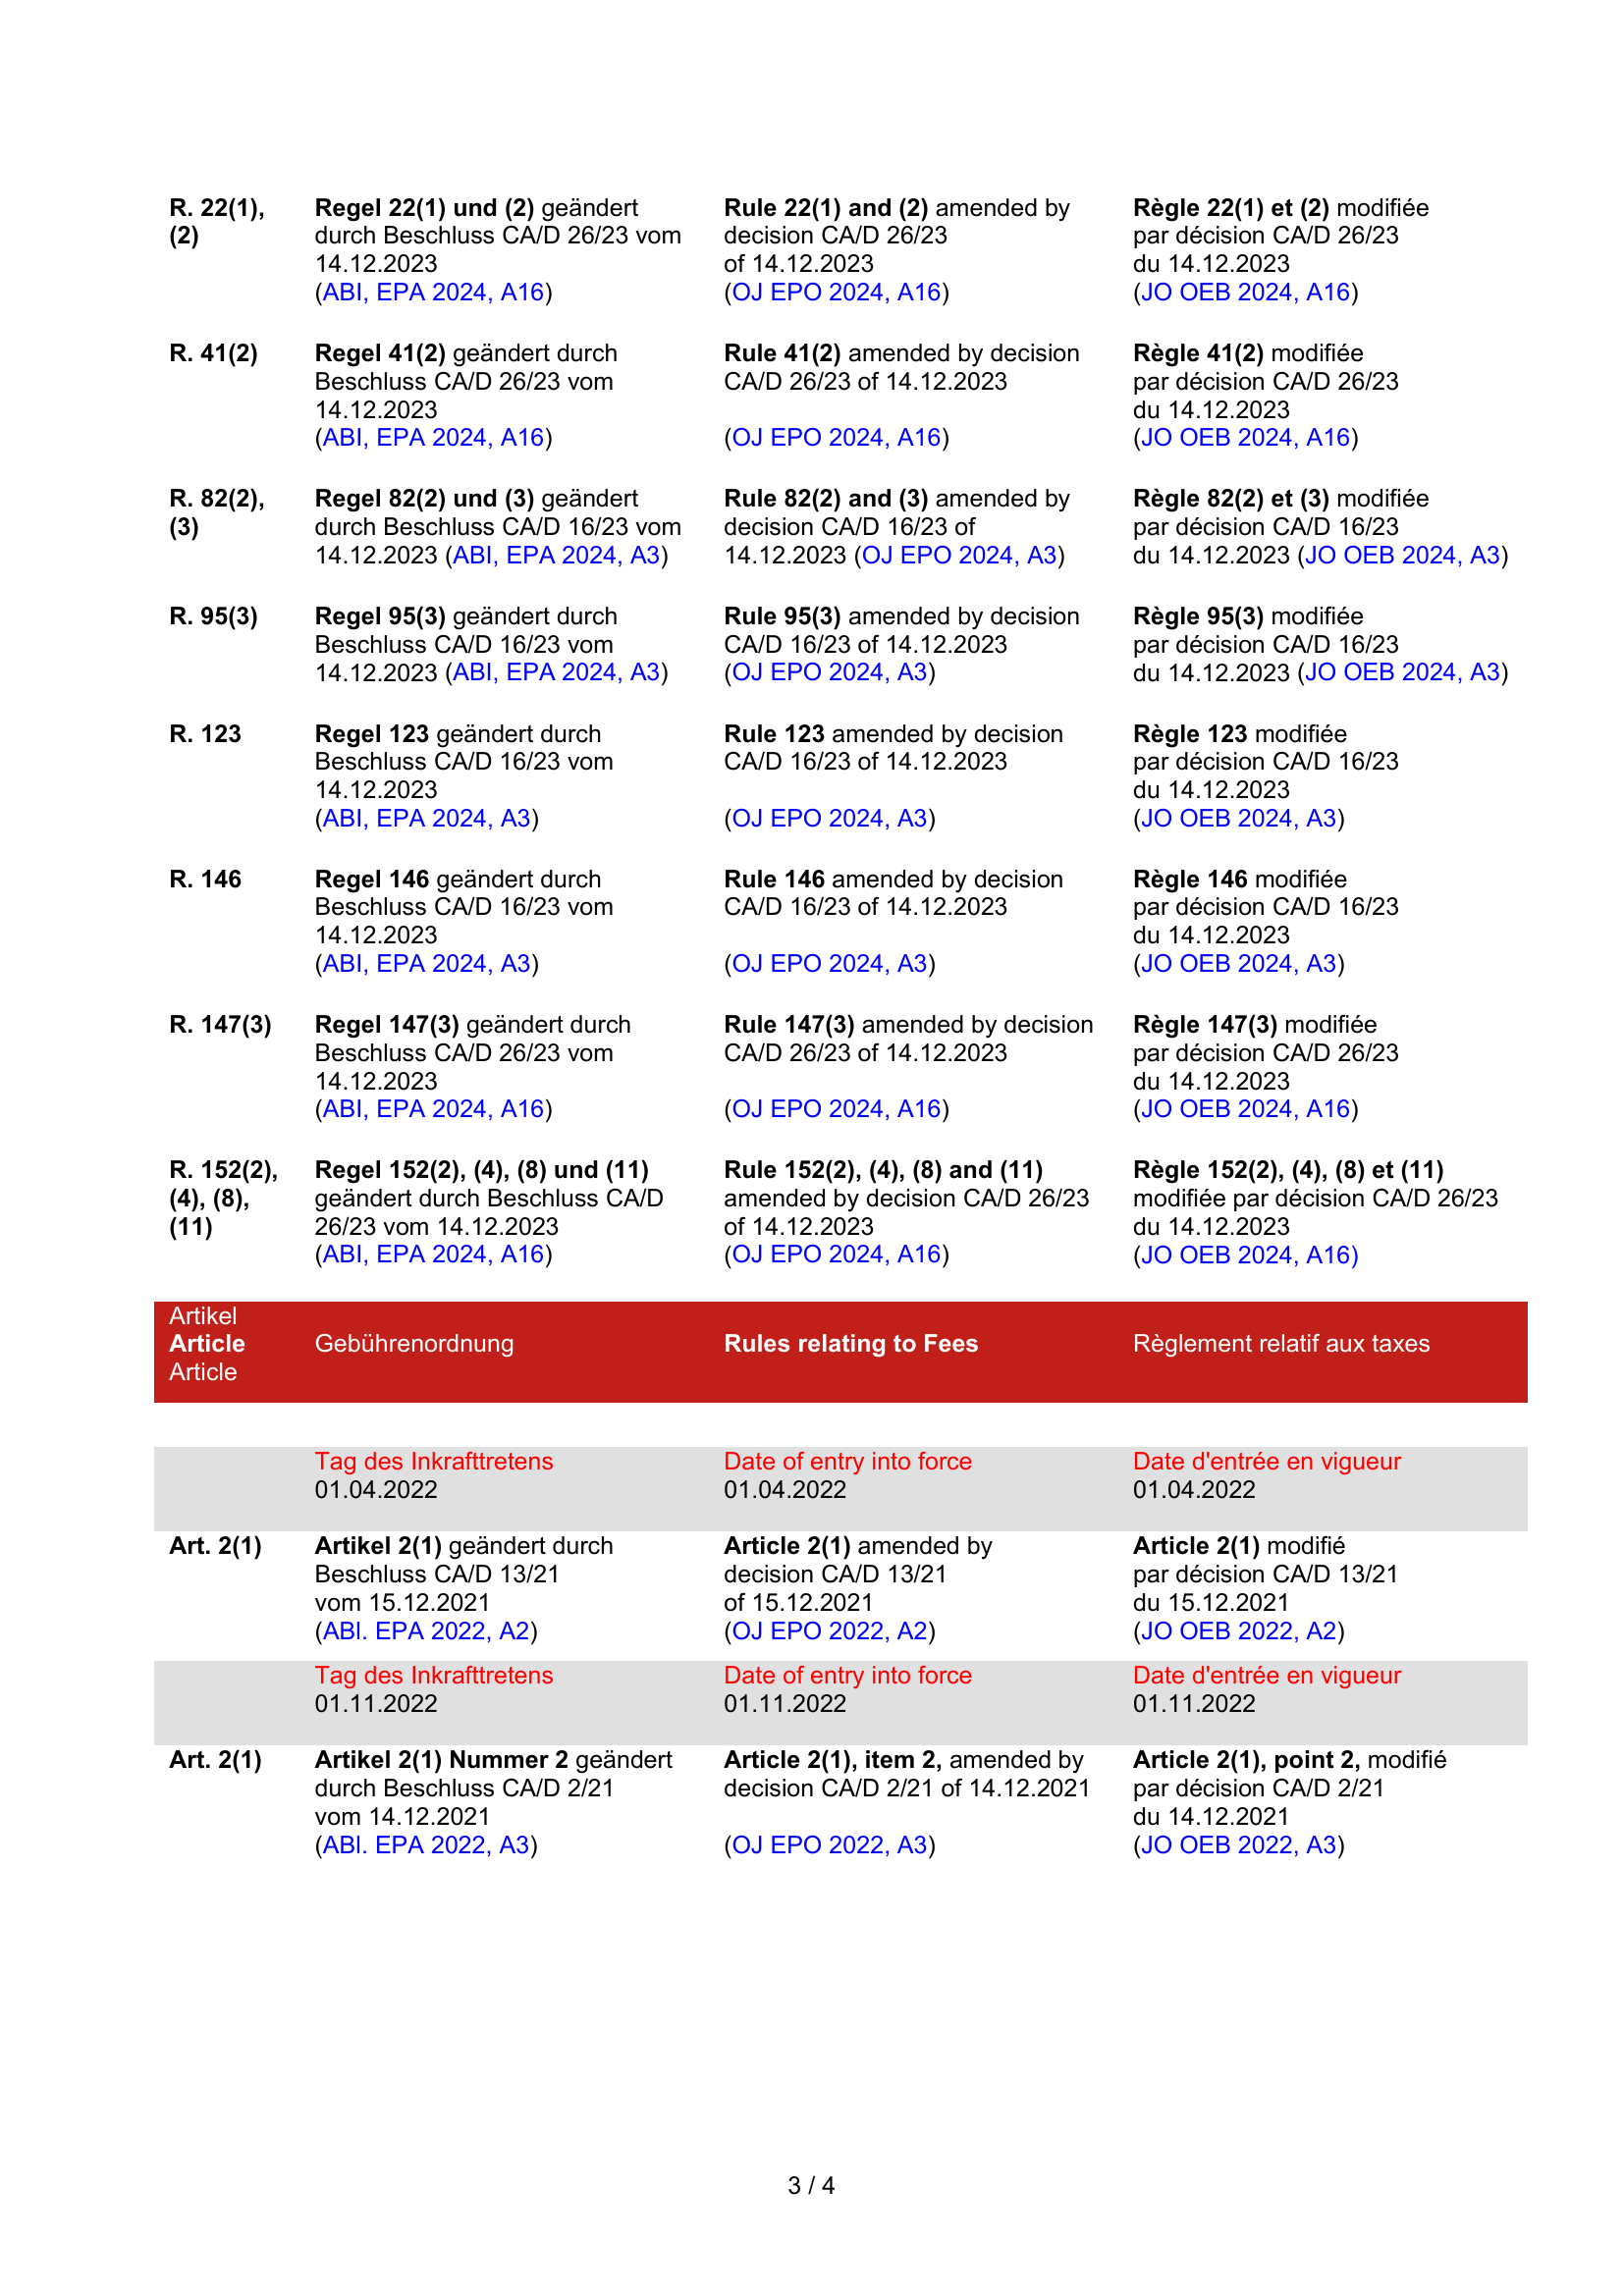 R. 22(1),
(2)
Regel 22(1) und (2) geändert
durch Beschluss CA/D 26/23 vom
14.12.2023
(ABI, EPA 2024, A16)
Rule 22(1) and (2) amended by
decision CA/D 26/23
of 14.12.2023
(OJ EPO 2024, A16)
Règle 22(1) et (2) modifiée
par décision CA/D 26/23
du 14.12.2023
(JO OEB 2024, A16)
R. 41(2)
Regel 41(2) geändert durch
Beschluss CA/D 26/23 vom
14.12.2023
(ABI, EPA 2024, A16)
Rule 41(2) amended by decision
CA/D 26/23 of 14.12.2023
(OJ EPO 2024, A16)
Règle 41(2) modifiée
par décision CA/D 26/23
du 14.12.2023
(JO OEB 2024, A16)
R. 82(2),
(3)
Regel 82(2) und (3) geändert
durch Beschluss CA/D 16/23 vom
14.12.2023 (ABI, EPA 2024, A3)
Rule 82(2) and (3) amended by
decision CA/D 16/23 of
14.12.2023 (OJ EPO 2024, A3)
Règle 82(2) et (3) modifiée
par décision CA/D 16/23
du 14.12.2023 (JO OEB 2024, A3)
R. 95(3)
Regel 95(3) geändert durch
Beschluss CA/D 16/23 vom
14.12.2023 (ABI, EPA 2024, A3)
Rule 95(3) amended by decision
CA/D 16/23 of 14.12.2023
(OJ EPO 2024, A3)
Règle 95(3) modifiée
par décision CA/D 16/23
du 14.12.2023 (JO OEB 2024, A3)
R. 123
Regel 123 geändert durch
Beschluss CA/D 16/23 vom
14.12.2023
(ABI, EPA 2024, A3)
Rule 123 amended by decision
CA/D 16/23 of 14.12.2023
(OJ EPO 2024, A3)
Règle 123 modifiée
par décision CA/D 16/23
du 14.12.2023
(JO OEB 2024, A3)
R. 146
Regel 146 geändert durch
Beschluss CA/D 16/23 vom
14.12.2023
(ABI, EPA 2024, A3)
Rule 146 amended by decision
CA/D 16/23 of 14.12.2023
(OJ EPO 2024, A3)
Règle 146 modifiée
par décision CA/D 16/23
du 14.12.2023
(JO OEB 2024, A3)
R. 147(3)
Regel 147(3) geändert durch
Beschluss CA/D 26/23 vom
14.12.2023
(ABI, EPA 2024, A16)
Rule 147(3) amended by decision
CA/D 26/23 of 14.12.2023
(OJ EPO 2024, A16)
Règle 147(3) modifiée
par décision CA/D 26/23
du 14.12.2023
(JO OEB 2024, A16)
R. 152(2),
(4), (8),
(11)
Regel 152(2), (4), (8) und (11)
geändert durch Beschluss CA/D
26/23 vom 14.12.2023
(ABI, EPA 2024, A16)
Rule 152(2), (4), (8) and (11)
amended by decision CA/D 26/23
of 14.12.2023
(OJ EPO 2024, A16)
Règle 152(2), (4), (8) et (11)
modifiée par décision CA/D 26/23
du 14.12.2023
(JO OEB 2024, A16)
Artikel
Article
Article
Gebührenordnung
Rules relating to Fees
Règlement relatif aux taxes
Tag des Inkrafttretens
01.04.2022
Date of entry into force
01.04.2022
Date d'entrée en vigueur
01.04.2022
Art. 2(1)
Artikel 2(1) geändert durch
Beschluss CA/D 13/21
vom 15.12.2021
(ABl. EPA 2022, A2)
Article 2(1) amended by
decision CA/D 13/21
of 15.12.2021
(OJ EPO 2022, A2)
Article 2(1) modifié
par décision CA/D 13/21
du 15.12.2021
(JO OEB 2022, A2)
Tag des Inkrafttretens
01.11.2022
Date of entry into force
01.11.2022
Date d'entrée en vigueur
01.11.2022
Art. 2(1)
Artikel 2(1) Nummer 2 geändert
durch Beschluss CA/D 2/21
vom 14.12.2021
(ABl. EPA 2022, A3)
Article 2(1), item 2, amended by
decision CA/D 2/21 of 14.12.2021
(OJ EPO 2022, A3)
Article 2(1), point 2, modifié
par décision CA/D 2/21
du 14.12.2021
(JO OEB 2022, A3)
3 / 4